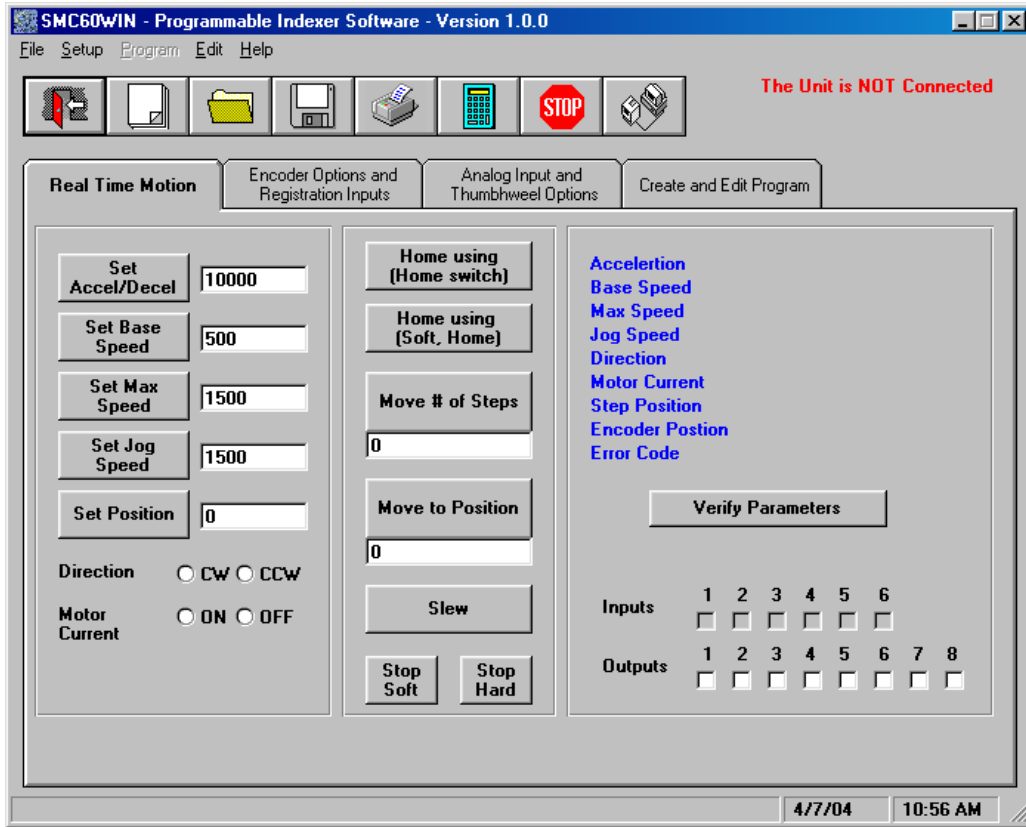 SMC60WIN - Programmable Indexer Software - Version 1.0.0
File Setup Program Edit Help
STOP
The Unit is NOT Connected
Real Time Motion
Encoder Options and
Registration Inputs
Analog Input and
Thumbhweel Options
Create and Edit Program
Set
Accel/Decel
10000
Set Base
Speed
500
Set Max
Speed
1500
Set Jog
Speed
1500
Set Position
0
Direction
CW CCW
Motor
Current
ON OFF
Home using
(Home switch)
Home using
(Soft, Home)
Move # of Steps
0
Move to Position
0
Slew
Stop
Soft
Stop
Hard
Accelertion
Base Speed
Max Speed
Jog Speed
Direction
Motor Current
Step Position
Encoder Postion
Error Code
Verify Parameters
1 2 3 4 5 6
Inputs
1 2 3 4 5 6 7 8
Outputs
4/7/04
10:56 AM